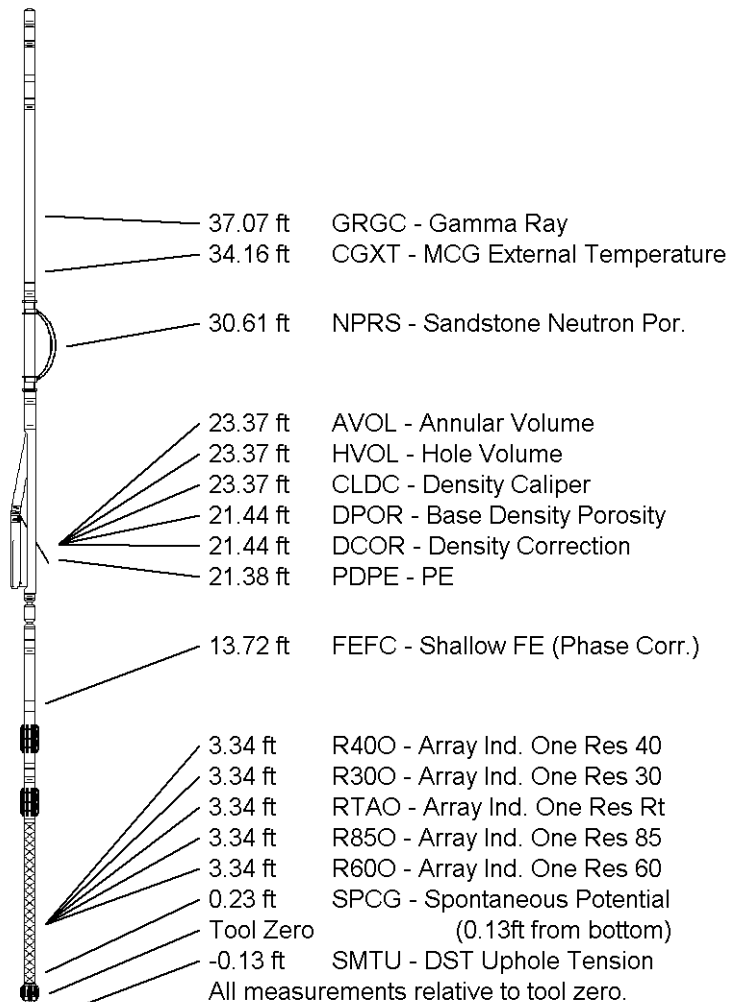 37.07 ft GRGC - Gamma Ray
34.16 ft CGXT - MCG External Temperature
30.61 ft NPRS - Sandstone Neutron Por.
23.37 ft AVOL - Annular Volume
23.37 ft HVOL - Hole Volume
23.37 ft CLDC - Density Caliper
21.44 ft DPOR - Base Density Porosity
21.44 ft DCOR - Density Correction
21.38 ft PDPE - PE
13.72 ft FEFC - Shallow FE (Phase Corr.)
3.34 ft R40O - Array Ind. One Res 40
3.34 ft R30O - Array Ind. One Res 30
3.34 ft RTAO - Array Ind. One Res Rt
3.34 ft R85O - Array Ind. One Res 85
3.34 ft R60O - Array Ind. One Res 60
0.23 ft SPCG - Spontaneous Potential
Tool Zero (0.13ft from bottom)
-0.13 ft SMTU - DST Uphole Tension
All measurements relative to tool zero.